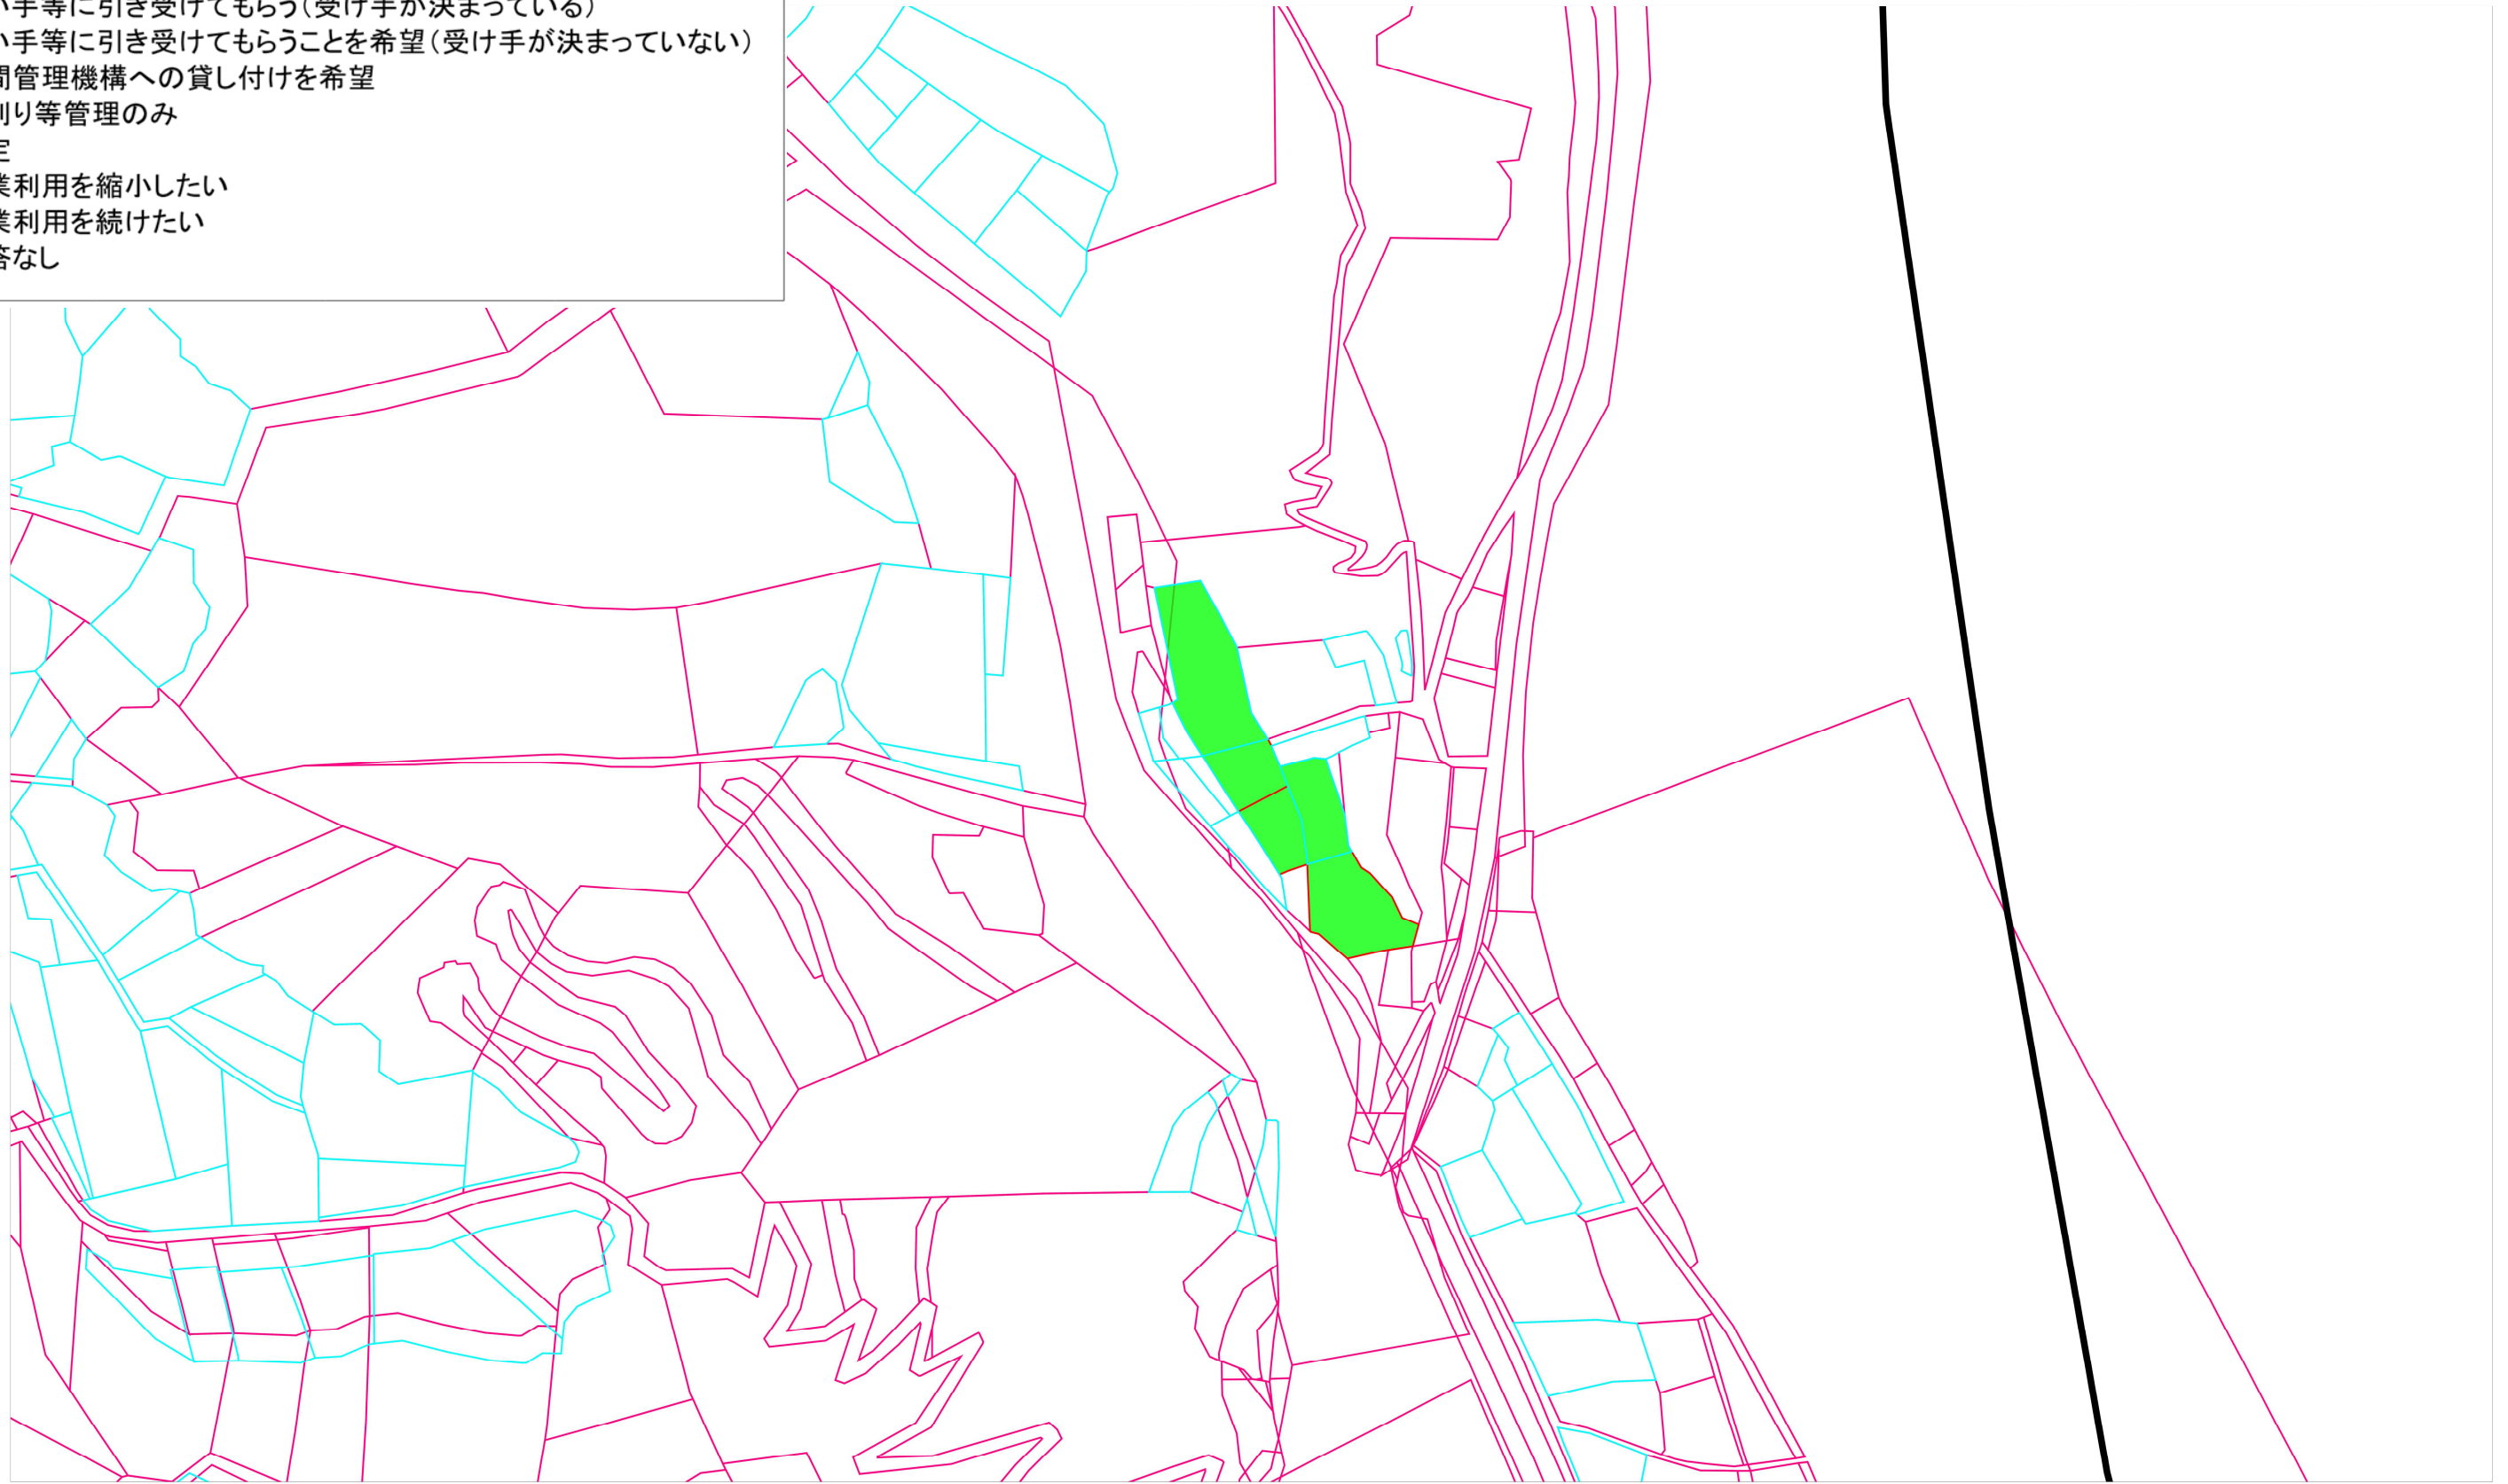 い手等に引き受けてもらう（受け手が決まっている）
い手等に引き受けてもらうことを希望（受け手が決まっていない）
間管理機構への貸し付けを希望
刈り等管理のみ
定
業利用を縮小したい
業利用を続けたい
答なし